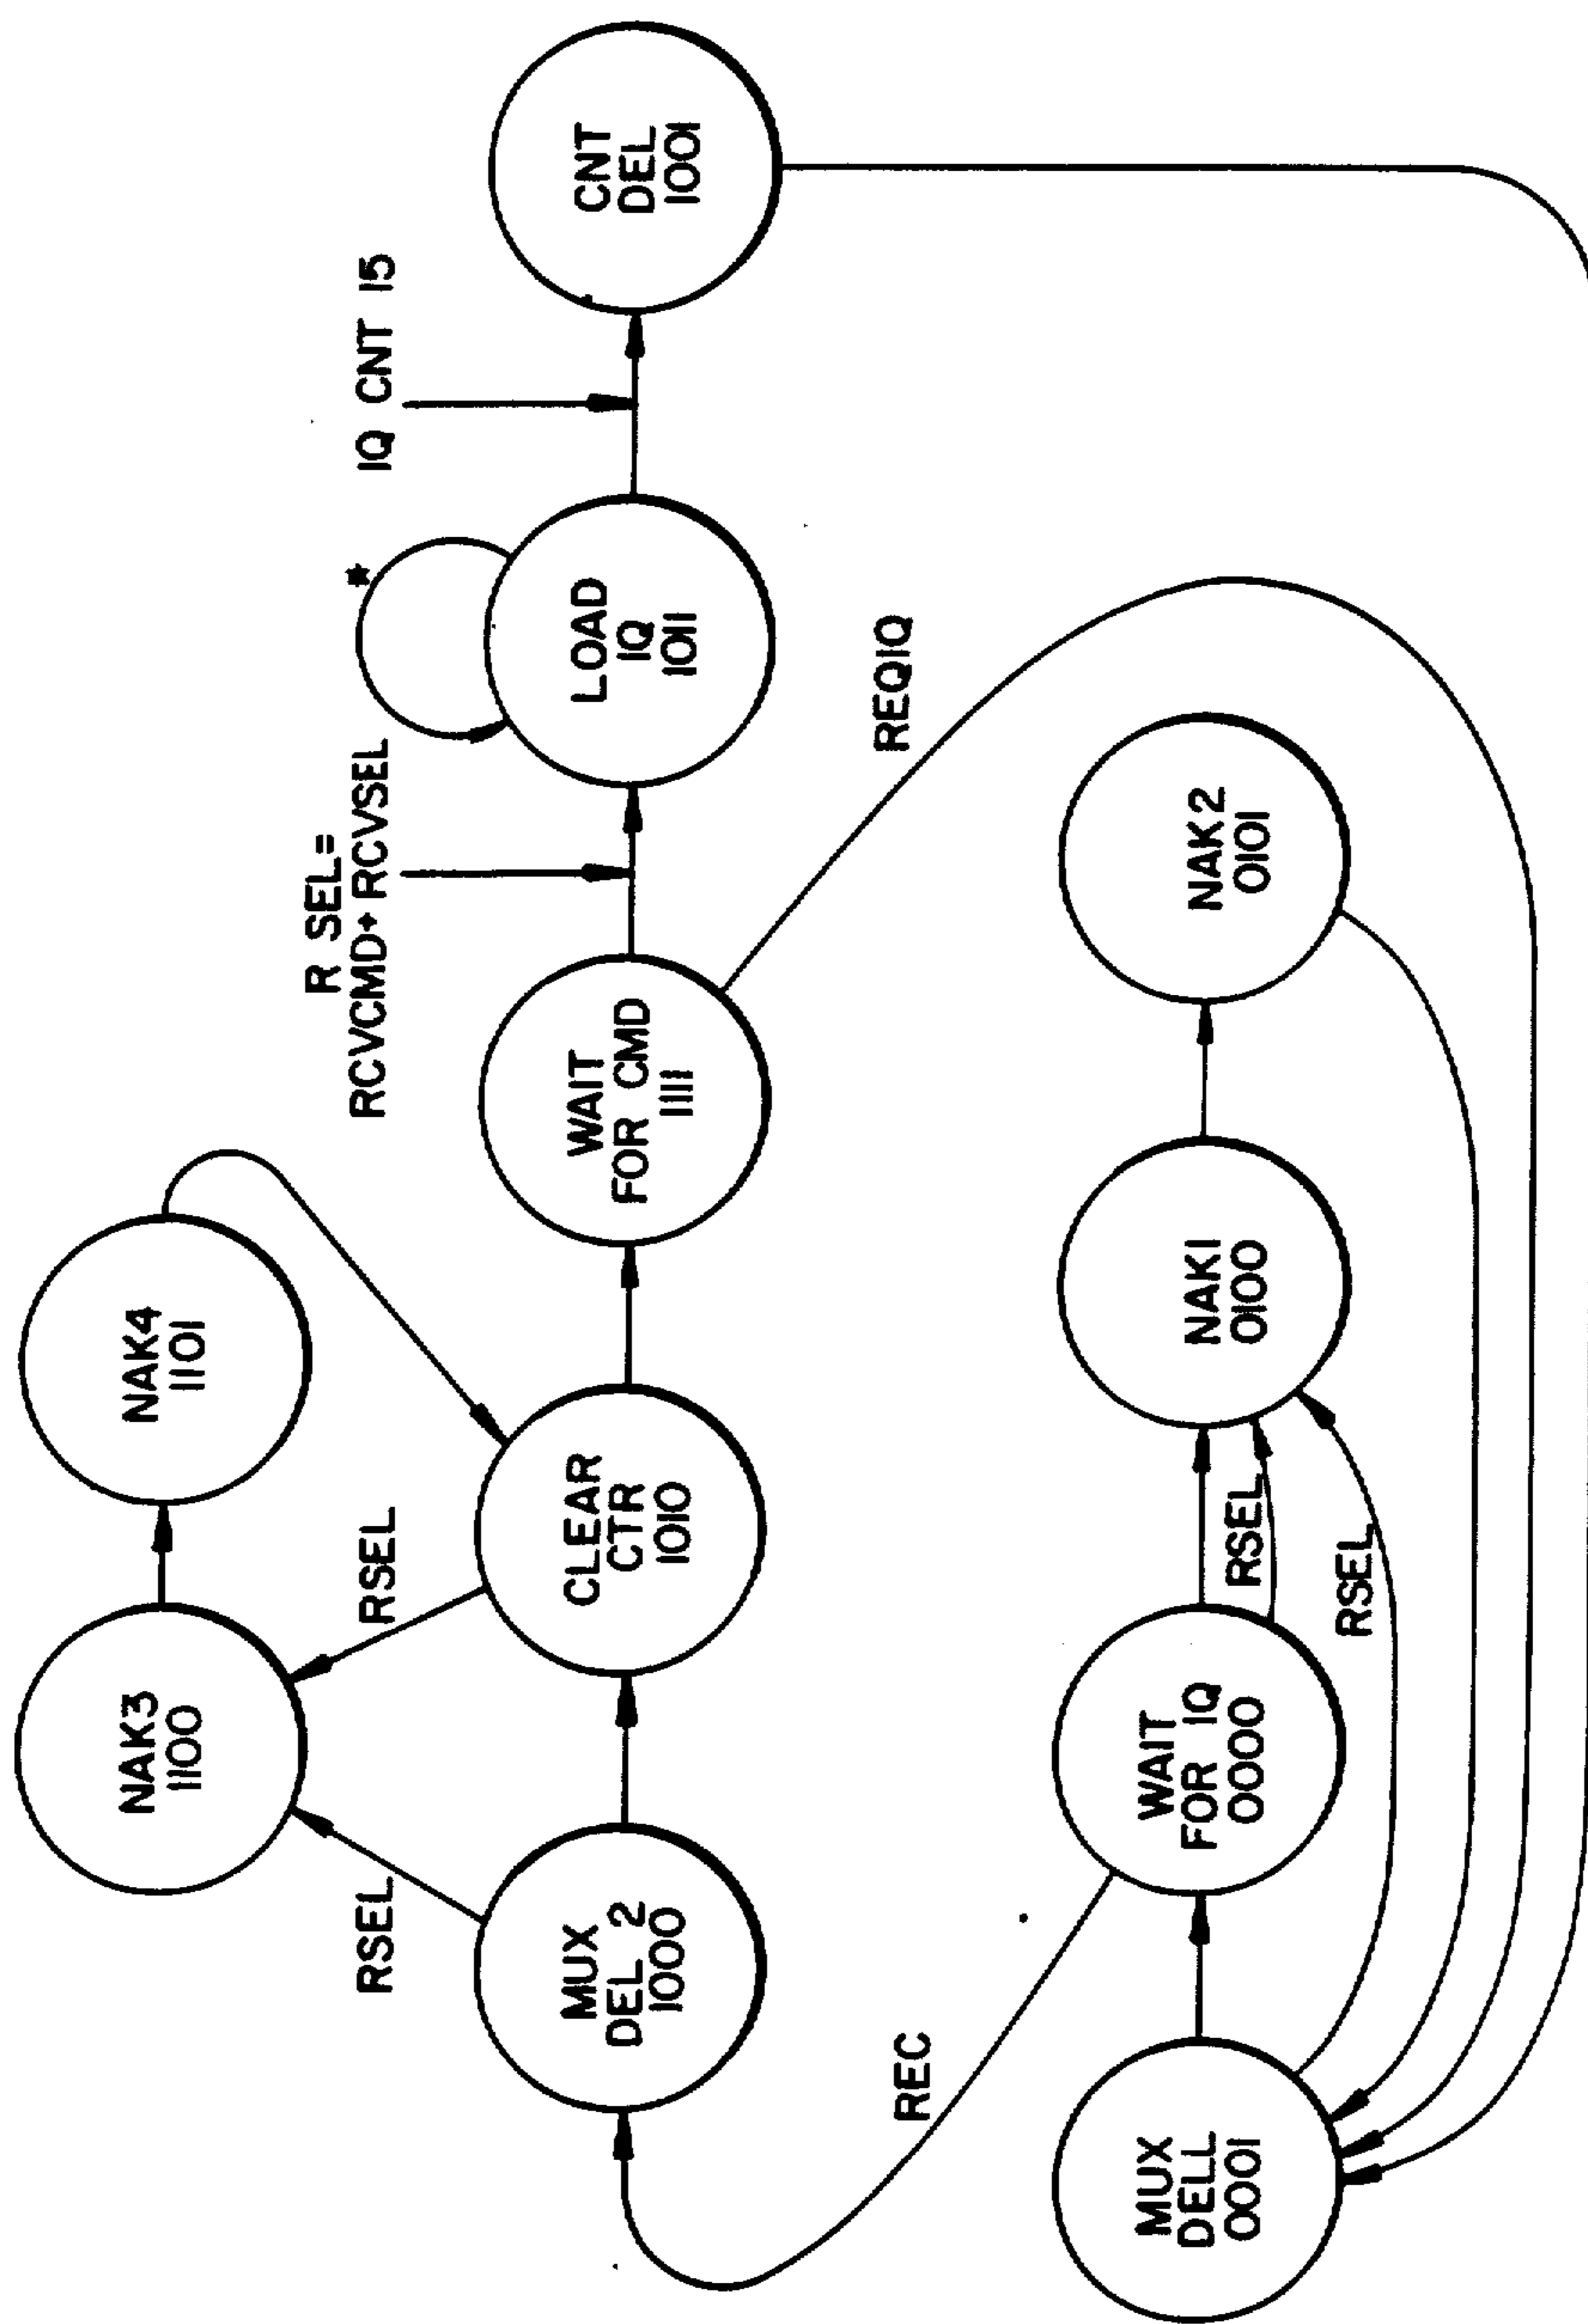 NAK3
1100
NAK4
1101
RSEL
RSEL
R SEL=
RCVCMD+ RCVSEL
*
IQ CNT 15
MUX
DEL 2
1000
CLEAR
CTR
1010
WAIT
FOR CMD
1111
LOAD
IQ
1011
CNT
DEL
1001
REC
REQIQ
MUX
DELL
0001
WAIT
FOR IQ
0000
RSEL
NAK1
0100
NAK2
0101
RSEL